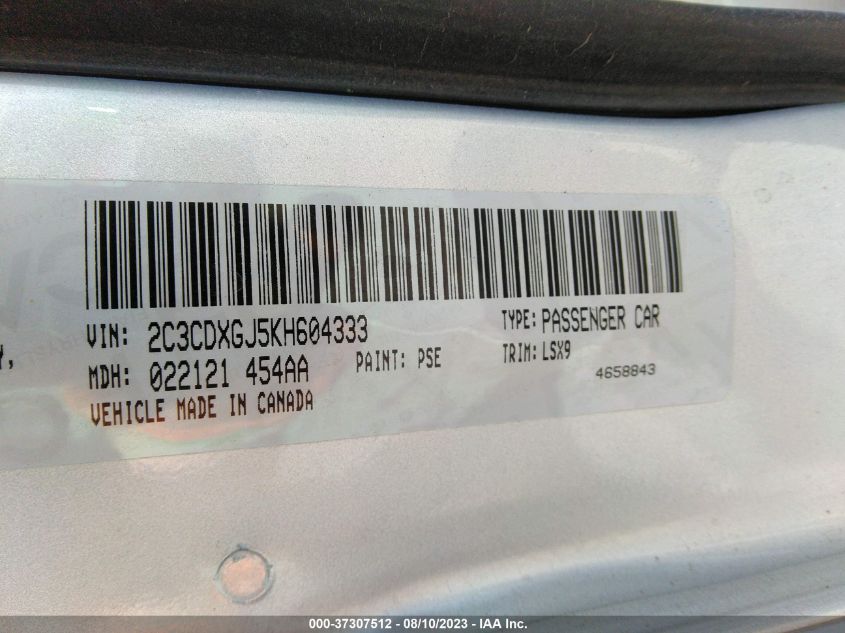 VIN: 2C3CDXGJ5KH604333 TYPE: PASSENGER CAR
MDH: 022121 454AA PAINT: PSE TRIM: LSX9
4658843
VEHICLE MADE IN CANADA
000-37307512 - 08/10/2023 - IAA Inc.